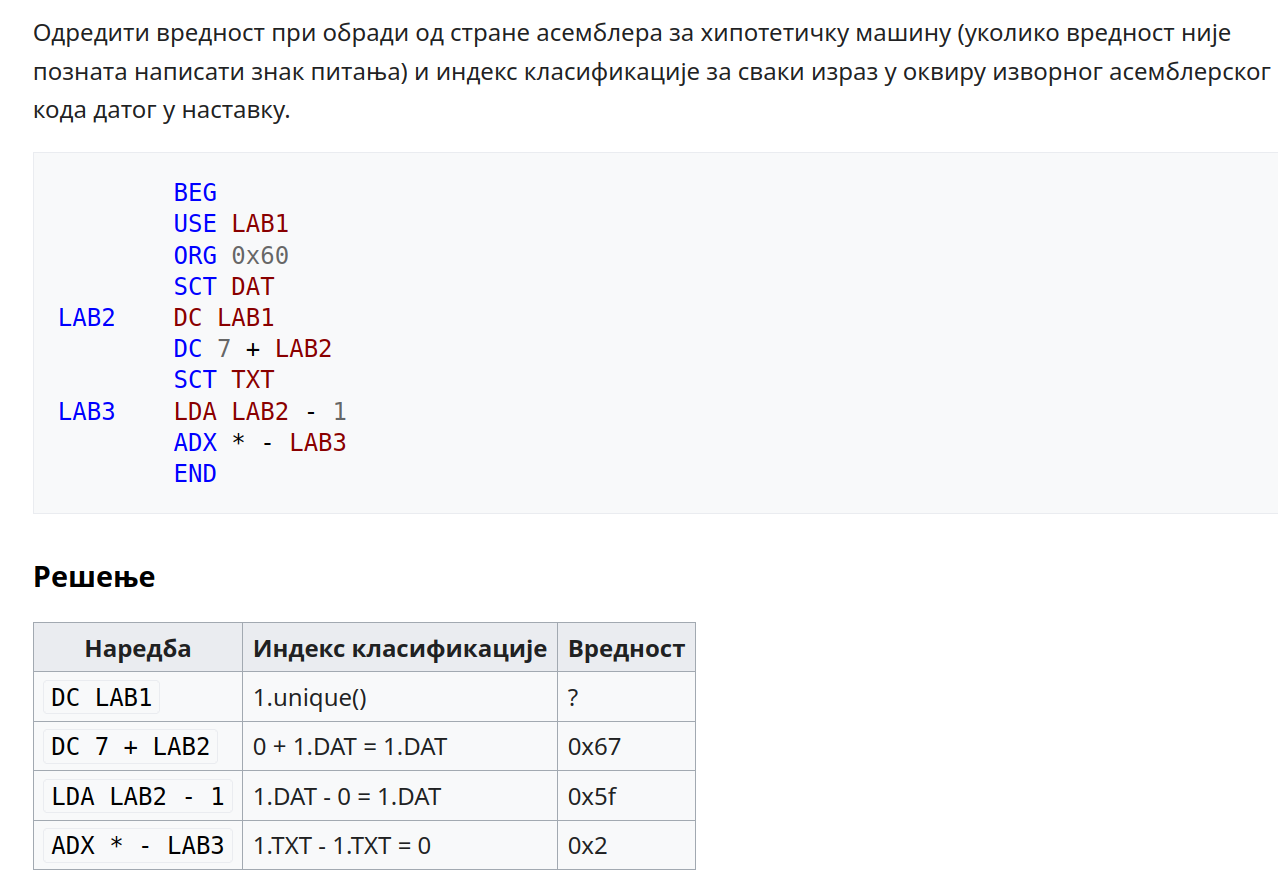 Одредити вредност при обради од стране асемблера за хипотетичку машину (уколико вредност није
позната написати знак питања) и индекс класификације за сваки израз у оквиру изворног асемблерског
кода датог у наставку.
BEG
USE LAB1
ORG 0x60
SCT DAT
LAB2 DC LAB1
DC 7 + LAB2
SCT TXT
LAB3 LDA LAB2 - 1
ADX * - LAB3
END
Решење
Наредба Индекс класификације Вредност
DC LAB1 1.unique() ?
DC 7 + LAB2 0 + 1.DAT = 1.DAT 0x67
LDA LAB2 - 1 1.DAT - 0 = 1.DAT 0x5f
ADX * - LAB3 1.TXT - 1.TXT = 0 0x2